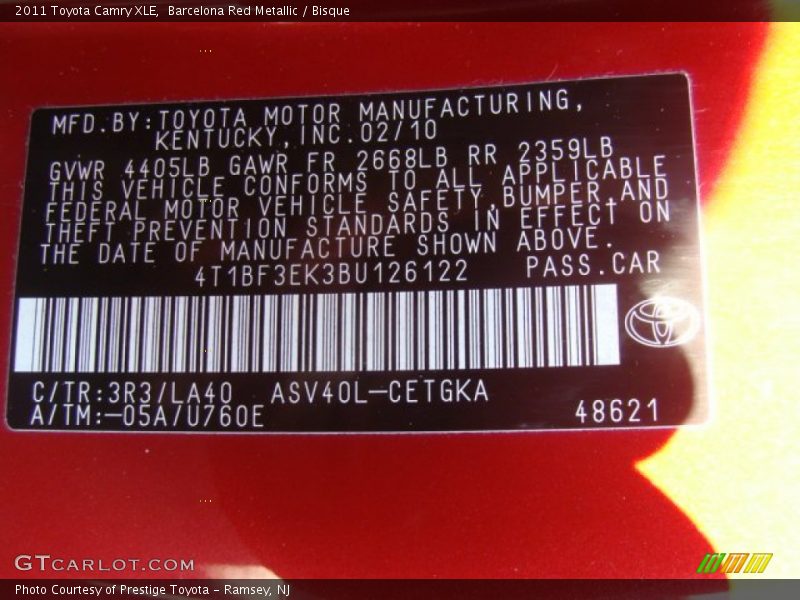 2011 Toyota Camry XLE,  Barcelona Red Metallic / Bisque
MFD.BY:TOYOTA MOTOR MANUFACTURING,
KENTUCKY,INC.02/10
GVWR 4405LB GAWR FR 2668LB RR 2359LB
THIS VEHICLE CONFORMS TO ALL APPLICABLE
FEDERAL MOTOR VEHICLE SAFETY,BUMPER,AND
THEFT PREVENTION STANDARDS IN EFFECT ON
THE DATE OF MANUFACTURE SHOWN ABOVE.
4T1BF3EK3BU126122 PASS.CAR
C/TR:3R3/LA40 ASV40L-CETGKA
A/TM:-05A/U760E 48621
GTCARLOT.COM
Photo Courtesy of Prestige Toyota - Ramsey, NJ